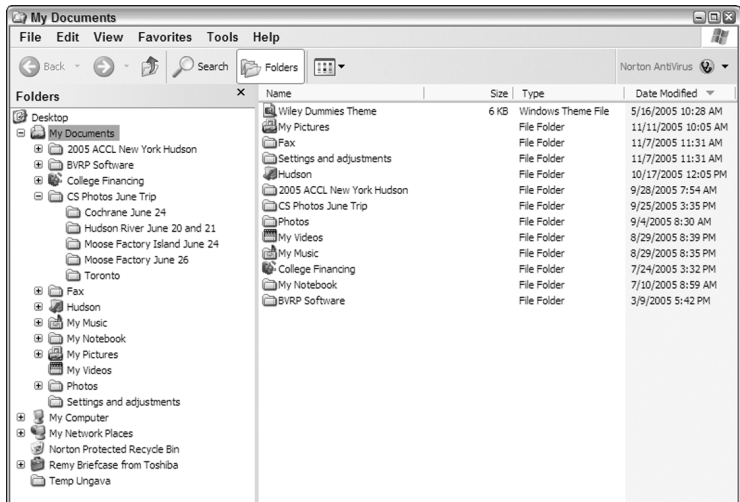 My Documents
File Edit View Favorites Tools Help
Back Search Folders Norton AntiVirus
Folders
Desktop
My Documents
2005 ACCL New York Hudson
BVRP Software
College Financing
CS Photos June Trip
Cochrane June 24
Hudson River June 20 and 21
Moose Factory Island June 24
Moose Factory June 26
Toronto
Fax
Hudson
My Music
My Notebook
My Pictures
My Videos
Photos
Settings and adjustments
My Computer
My Network Places
Norton Protected Recycle Bin
Remy Briefcase from Toshiba
Temp Ungava
Name Size Type Date Modified
Wiley Dummies Theme 6 KB Windows Theme File 5/16/2005 10:28 AM
My Pictures File Folder 11/11/2005 10:05 AM
Fax File Folder 11/7/2005 11:31 AM
Settings and adjustments File Folder 11/7/2005 11:31 AM
Hudson File Folder 10/17/2005 12:05 PM
2005 ACCL New York Hudson File Folder 9/28/2005 7:54 AM
CS Photos June Trip File Folder 9/25/2005 3:35 PM
Photos File Folder 9/4/2005 8:30 AM
My Videos File Folder 8/29/2005 8:39 PM
My Music File Folder 8/29/2005 8:35 PM
College Financing File Folder 7/24/2005 3:32 PM
My Notebook File Folder 7/10/2005 8:59 AM
BVRP Software File Folder 3/9/2005 5:42 PM